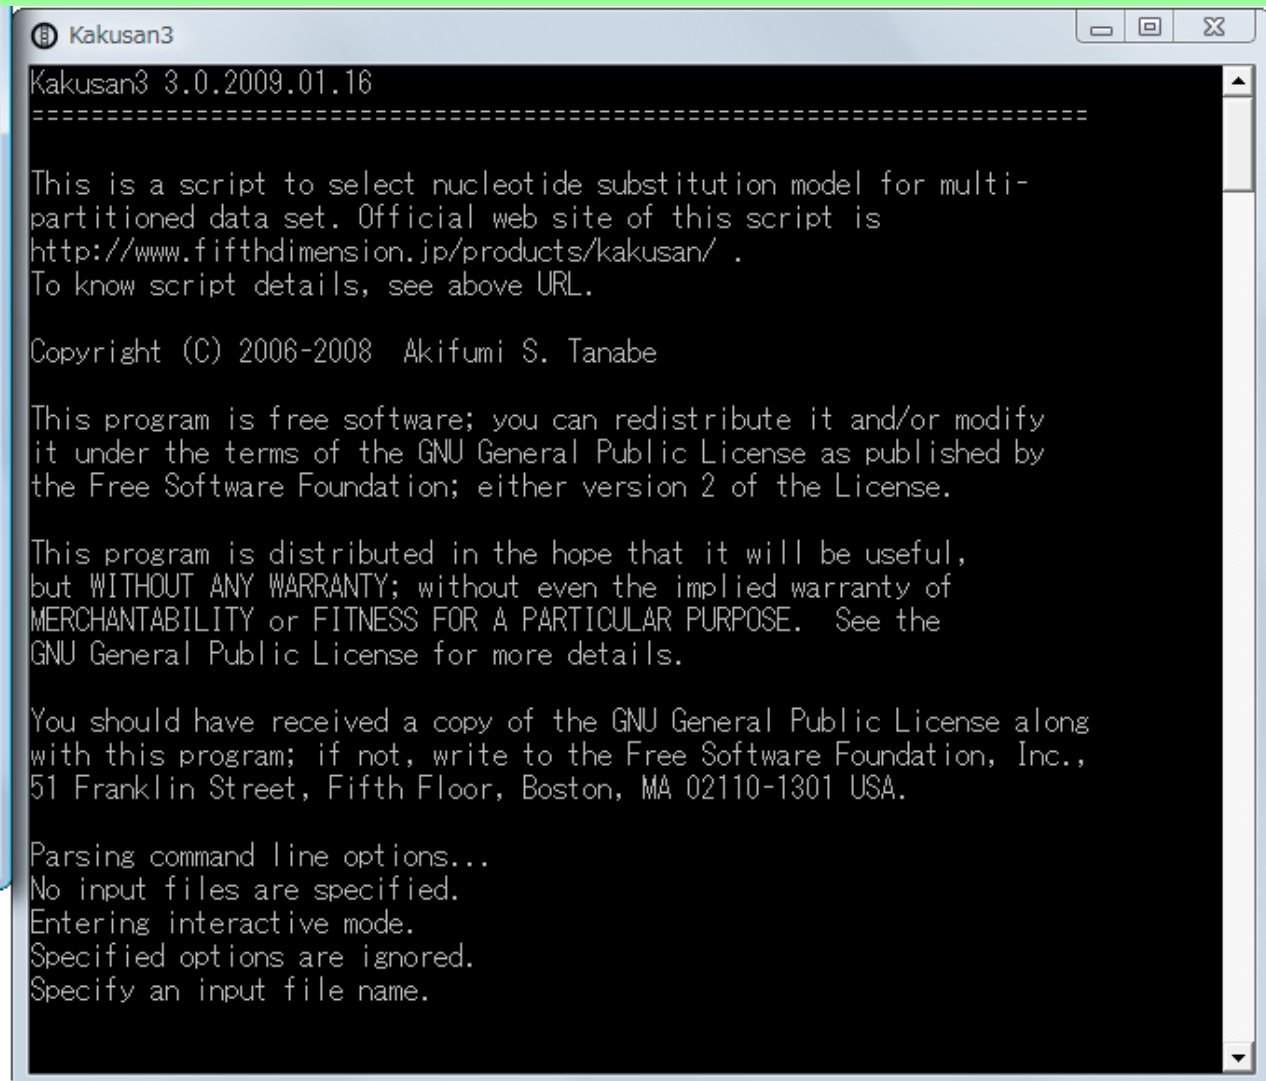 Kakusan3
Kakusan3 3.0.2009.01.16
=======================================================================
This is a script to select nucleotide substitution model for multi-
partitioned data set. Official web site of this script is
http://www.fifthdimension.jp/products/kakusan/ .
To know script details, see above URL.
Copyright (C) 2006-2008  Akifumi S. Tanabe
This program is free software; you can redistribute it and/or modify
it under the terms of the GNU General Public License as published by
the Free Software Foundation; either version 2 of the License.
This program is distributed in the hope that it will be useful,
but WITHOUT ANY WARRANTY; without even the implied warranty of
MERCHANTABILITY or FITNESS FOR A PARTICULAR PURPOSE.  See the
GNU General Public License for more details.
You should have received a copy of the GNU General Public License along
with this program; if not, write to the Free Software Foundation, Inc.,
51 Franklin Street, Fifth Floor, Boston, MA 02110-1301 USA.
Parsing command line options...
No input files are specified.
Entering interactive mode.
Specified options are ignored.
Specify an input file name.